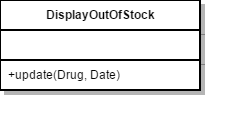 DisplayOutOfStock
+update(Drug, Date)